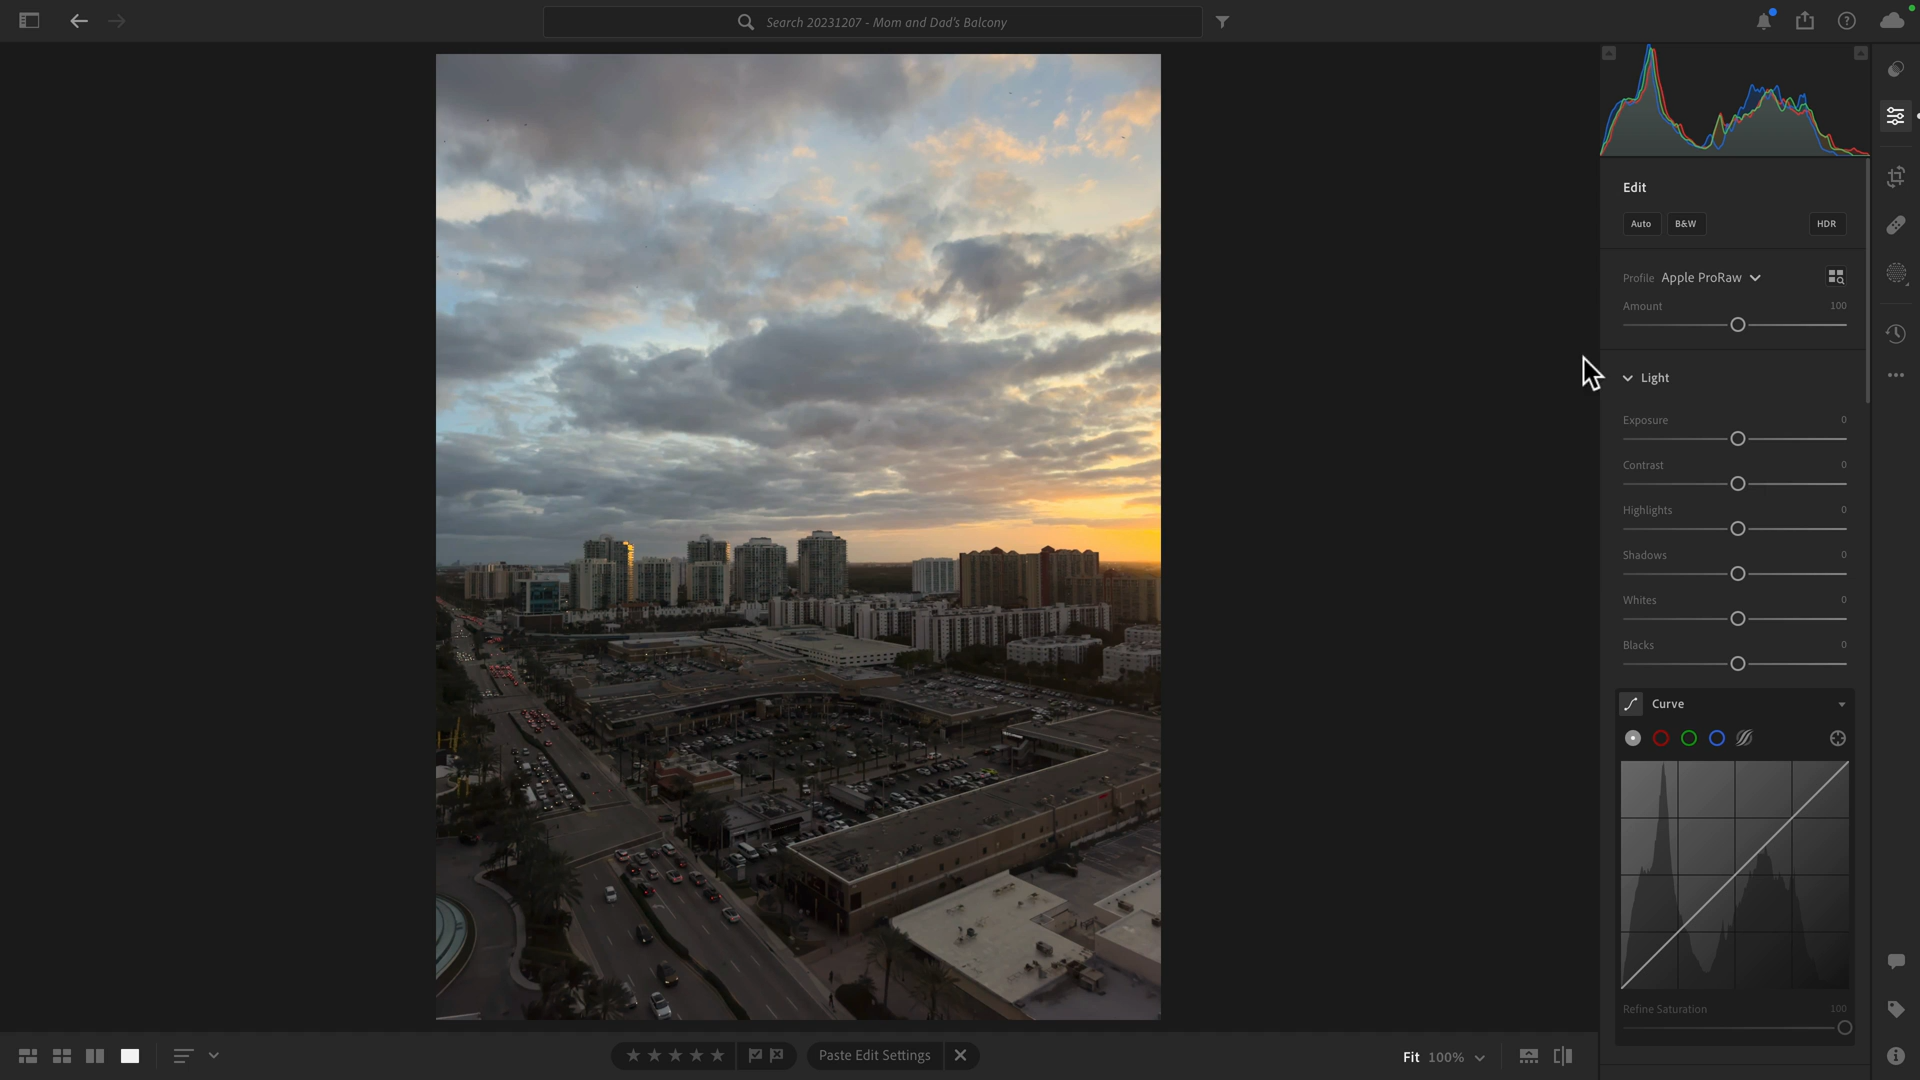 Search 20231207 - Mom and Dad's Balcony
Edit
Auto
B&W
HDR
Profile Apple ProRaw
Amount 100
Light
Exposure 0
Contrast 0
Highlights 0
Shadows 0
Whites 0
Blacks 0
Curve
Refine Saturation 100
Paste Edit Settings
Fit 100%